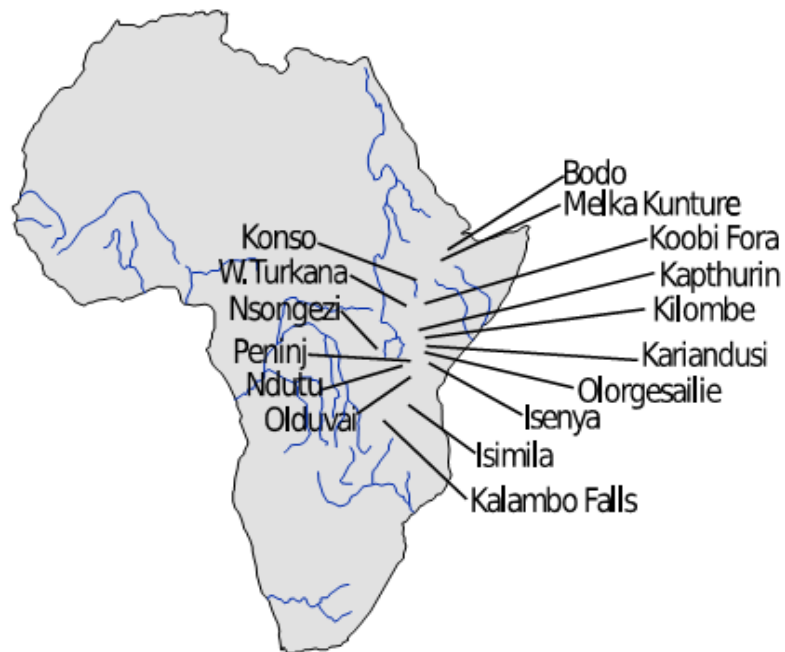 Bodo
Melka Kunture
Konso
Koobi Fora
W.Turkana
Kapthurin
Nsongezi
Kilombe
Peninj
Kariandusi
Ndutu
Olorgesailie
Olduvai
Isenya
Isimila
Kalambo Falls